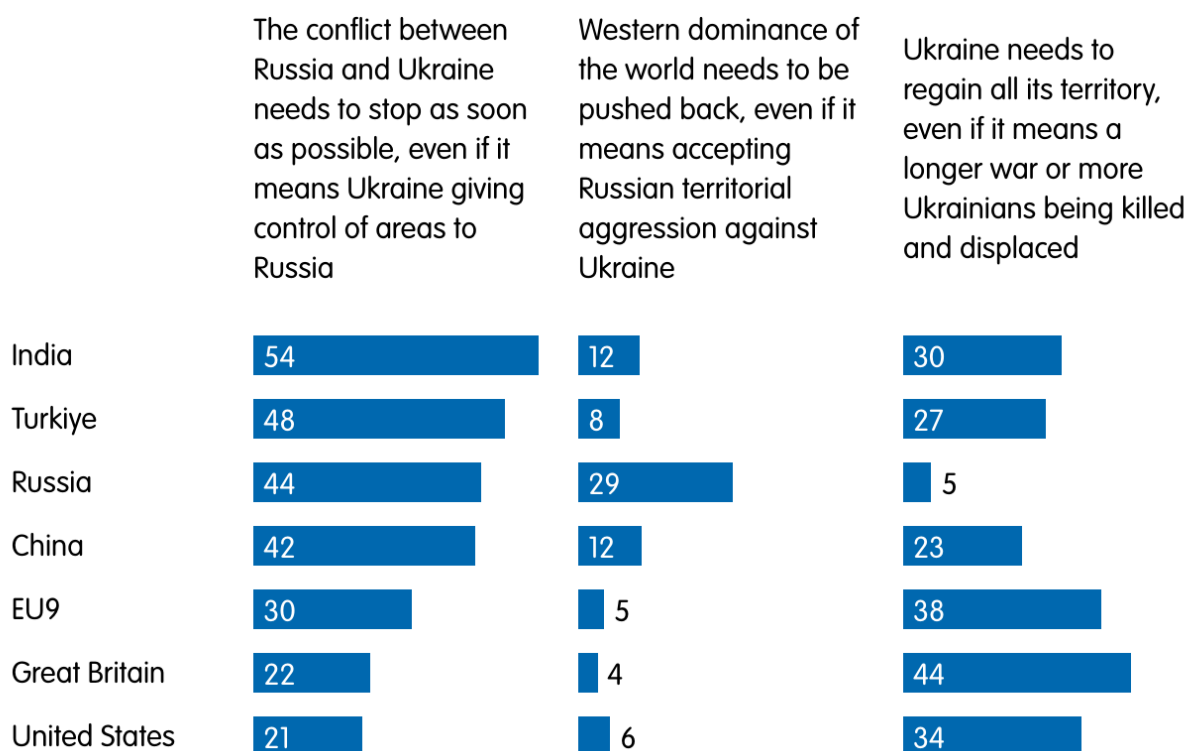 The conflict between
Russia and Ukraine
needs to stop as soon
as possible, even if it
means Ukraine giving
control of areas to
Russia
Western dominance of
the world needs to be
pushed back, even if it
means accepting
Russian territorial
aggression against
Ukraine
Ukraine needs to
regain all its territory,
even if it means a
longer war or more
Ukrainians being killed
and displaced
India 54 12 30
Turkiye 48 8 27
Russia 44 29 5
China 42 12 23
EU9 30 5 38
Great Britain 22 4 44
United States 21 6 34